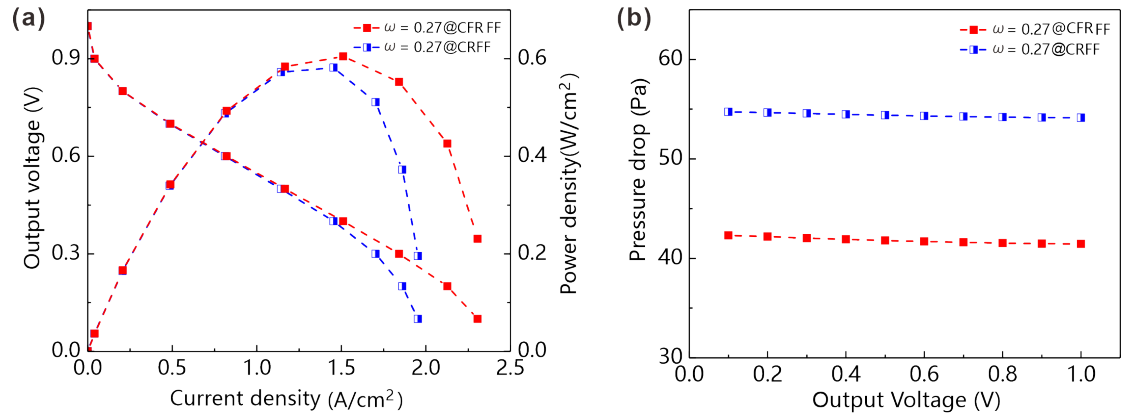 (a)
ω = 0.27@CFRFF
ω = 0.27@CRFF
Output voltage (V)
0.9
0.6
0.3
0.0
Power density(W/cm²)
0.6
0.4
0.2
0.0
0.0 0.5 1.0 1.5 2.0 2.5
Current density (A/cm²)
(b)
ω = 0.27@CFRFF
ω = 0.27@CRFF
Pressure drop (Pa)
60
50
40
30
0.0 0.2 0.4 0.6 0.8 1.0
Output Voltage (V)